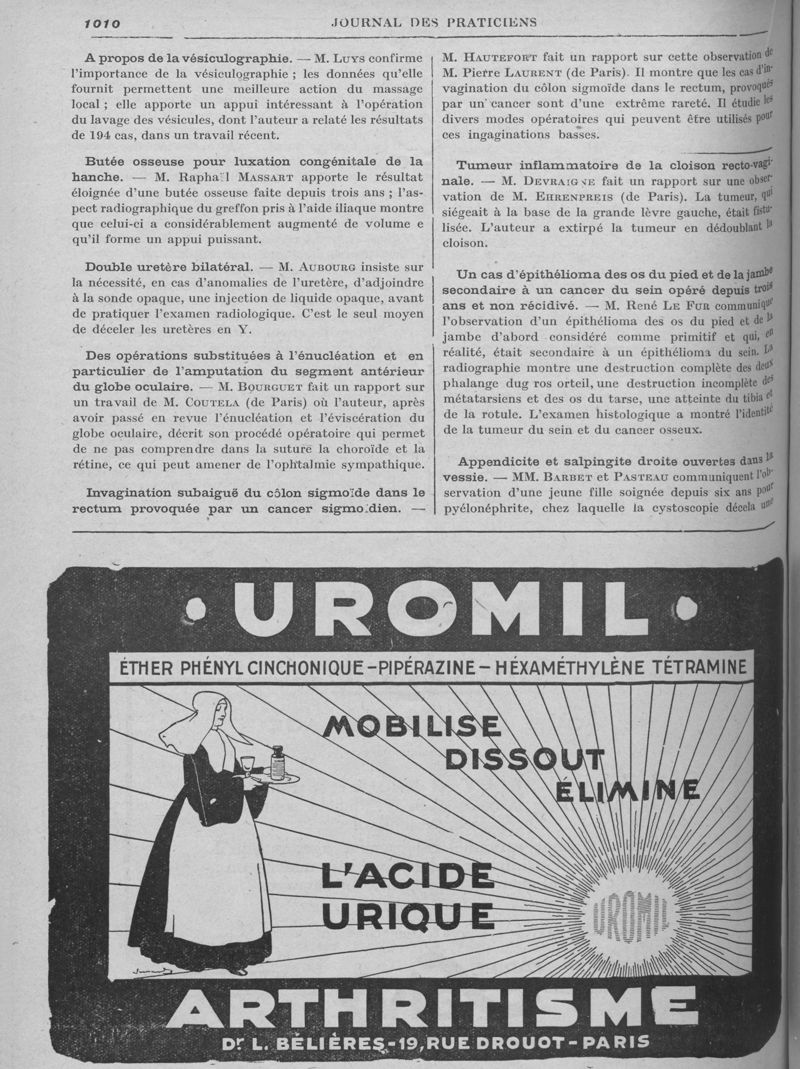 1010
JOURNAL DES PRATICIENS
A propos de la vésiculographie. — M. LUYS confirme
l'importance de la vésiculographie ; les données qu'elle
fournit permettent une meilleure action du massage
local ; elle apporte un appui intéressant à l'opération
du lavage des vésicules, dont l'auteur a relaté les résultats
de 194 cas, dans un travail récent.
Butée osseuse pour luxation congénitale de la
hanche. — M. Raphaël MASSART apporte le résultat
éloignée d'une butée osseuse faite depuis trois ans ; l'as-
pect radiographique du greffon pris à l'aide iliaque montre
que celui-ci a considérablement augmenté de volume e
qu'il forme un appui puissant.
Double uretère bilatéral. — M. AUBOURG insiste sur
la nécessité, en cas d'anomalies de l'uretère, d'adjoindre
à la sonde opaque, une injection de liquide opaque, avant
de pratiquer l'examen radiologique. C'est le seul moyen
de déceler les uretères en Y.
Des opérations substituées à l'énucléation et en
particulier de l'amputation du segment antérieur
du globe oculaire. — M. BOURGUET fait un rapport sur
un travail de M. COUTELA (de Paris) où l'auteur, après
avoir passé en revue l'énucléation et l'éviscération du
globe oculaire, décrit son procédé opératoire qui permet
de ne pas comprendre dans la suture la choroïde et la
rétine, ce qui peut amener de l'ophtalmie sympathique.
Invagination subaiguë du côlon sigmoïde dans le
rectum provoquée par un cancer sigmoïdien. —
M. HAUTEFORT fait un rapport sur cette observation de
M. Pierre LAURENT (de Paris). Il montre que les cas d'in-
vagination du côlon sigmoïde dans le rectum, provoqués
par un cancer sont d'une extrême rareté. Il étudie les
divers modes opératoires qui peuvent être utilisés pour
ces ingaginations basses.
Tumeur inflammatoire de la cloison recto-vagi-
nale. — M. DEVRAIGNE fait un rapport sur une obser-
vation de M. EHRENPREIS (de Paris). La tumeur, qui
siégeait à la base de la grande lèvre gauche, était fistu-
lisée. L'auteur a extirpé la tumeur en dédoublant la
cloison.
Un cas d'épithélioma des os du pied et de la jambe
secondaire à un cancer du sein opéré depuis trois
ans et non récidivé. — M. René LE FUR communique
l'observation d'un épithélioma des os du pied et de la
jambe d'abord considéré comme primitif et qui, en
réalité, était secondaire à un épithélioma du sein. La
radiographie montre une destruction complète des deux
phalange dug ros orteil, une destruction incomplète des
métatarsiens et des os du tarse, une atteinte du tibia et
de la rotule. L'examen histologique a montré l'identité
de la tumeur du sein et du cancer osseux.
Appendicite et salpingite droite ouvertes dans la
vessie. — MM. BARBET et PASTEAU communiquent l'ob-
servation d'une jeune fille soignée depuis six ans pour
pyélonéphrite, chez laquelle la cystoscopie décela une
UROMIL
ÉTHER PHÉNYL CINCHONIQUE - PIPÉRAZINE - HÉXAMÉTHYLÈNE TÉTRAMINE
MOBILISE
DISSOUT
ÉLIMINE
L'ACIDE
URIQUE
UROMIL
ARTHRITISME
Dr L. BÉLIÈRES - 19, RUE DROUOT - PARIS